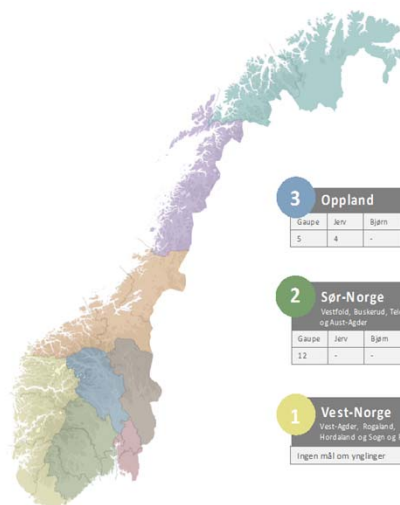 3 Oppland
Gaupe Jerv Bjørn
5 4 -
2 Sør-Norge
Vestfold, Buskerud, Tel
og Aust-Agder
Gaupe Jerv Bjørn
12 - -
1 Vest-Norge
Vest-Agder, Rogaland,
Hordaland og Sogn og F
Ingen mål om ynglinger